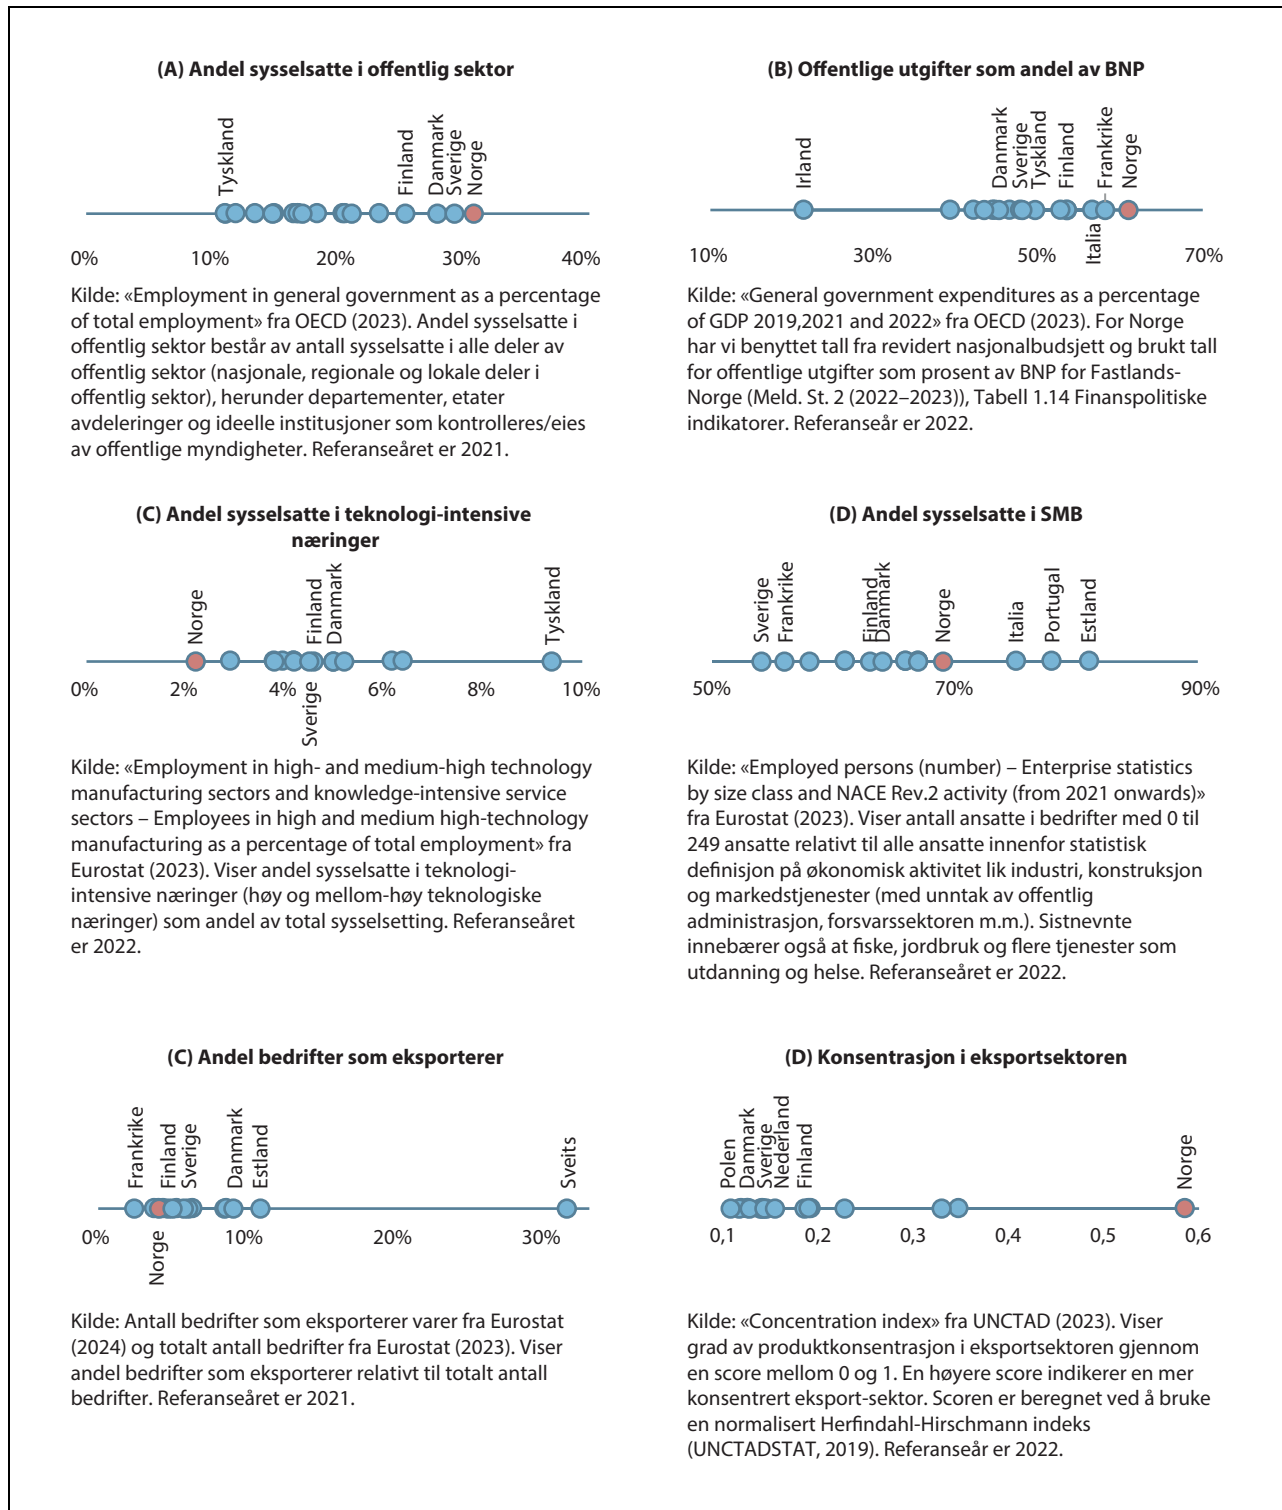 (A) Andel sysselsatte i offentlig sektor
Tyskland
Finland
Danmark
Sverige
Norge
0% 10% 20% 30% 40%
Kilde: «Employment in general government as a percentage
of total employment» fra OECD (2023). Andel sysselsatte i
offentlig sektor består av antall sysselsatte i alle deler av
offentlig sektor (nasjonale, regionale og lokale deler i
offentlig sektor), herunder departementer, etater
avdelinger og ideelle institusjoner som kontrolleres/eies
av offentlige myndigheter. Referanseåret er 2021.
(B) Offentlige utgifter som andel av BNP
Irland
Danmark
Sverige
Tyskland
Finland
Frankrike
Norge
Italia
10% 30% 50% 70%
Kilde: «General government expenditures as a percentage
of GDP 2019,2021 and 2022» fra OECD (2023). For Norge
har vi benyttet tall fra revidert nasjonalbudsjett og brukt tall
for offentlige utgifter som prosent av BNP for Fastlands-
Norge (Meld. St. 2 (2022–2023)), Tabell 1.14 Finanspolitiske
indikatorer. Referanseår er 2022.
(C) Andel sysselsatte i teknologi-intensive
næringer
Norge
Finland
Danmark
Tyskland
0% 2% 4% 6% 8% 10%
Sverige
Kilde: «Employment in high- and medium-high technology
manufacturing sectors and knowledge-intensive service
sectors – Employees in high and medium high-technology
manufacturing as a percentage of total employment» fra
Eurostat (2023). Viser andel sysselsatte i teknologi-
intensive næringer (høy og mellom-høy teknologiske
næringer) som andel av total sysselsetting. Referanseåret
er 2022.
(D) Andel sysselsatte i SMB
Sverige
Frankrike
Finland
Danmark
Norge
Italia
Portugal
Estland
50% 70% 90%
Kilde: «Employed persons (number) – Enterprise statistics
by size class and NACE Rev.2 activity (from 2021 onwards)»
fra Eurostat (2023). Viser antall ansatte i bedrifter med 0 til
249 ansatte relativt til alle ansatte innenfor statistisk
definisjon på økonomisk aktivitet lik industri, konstruksjon
og markedstjenester (med unntak av offentlig
administrasjon, forsvarssektoren m.m.). Sistnevnte
innebærer også at fiske, jordbruk og flere tjenester som
utdanning og helse. Referanseåret er 2022.
(C) Andel bedrifter som eksporterer
Frankrike
Finland
Sverige
Danmark
Estland
Sveits
0% 10% 20% 30%
Norge
Kilde: Antall bedrifter som eksporterer varer fra Eurostat
(2024) og totalt antall bedrifter fra Eurostat (2023). Viser
andel bedrifter som eksporterer relativt til totalt antall
bedrifter. Referanseåret er 2021.
(D) Konsentrasjon i eksportsektoren
Polen
Danmark
Sverige
Nederland
Finland
Norge
0,1 0,2 0,3 0,4 0,5 0,6
Kilde: «Concentration index» fra UNCTAD (2023). Viser
grad av produktkonsentrasjon i eksportsektoren gjennom
en score mellom 0 og 1. En høyere score indikerer en mer
konsentrert eksport-sektor. Scoren er beregnet ved å bruke
en normalisert Herfindahl-Hirschmann indeks
(UNCTADSTAT, 2019). Referanseår er 2022.